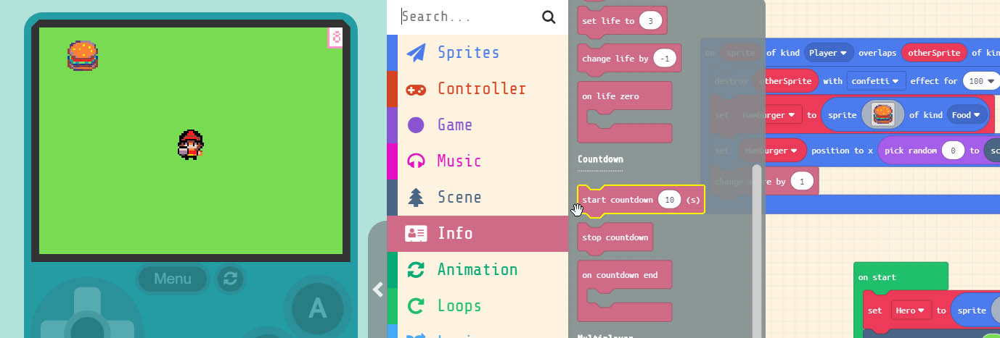 8
Menu
A
Search...
Sprites
Controller
Game
Music
Scene
Info
Animation
Loops
set life to 3
change life by -1
on life zero
Countdown
start countdown 10 (s)
stop countdown
on countdown end
Multiplayer
on sprite of kind Player overlaps otherSprite of kin
destroy otherSprite with confetti effect for 100
set Hamburger to sprite of kind Food
set Hamburger position to x pick random 0 to sc
change score by 1
on start
set Hero to sprite